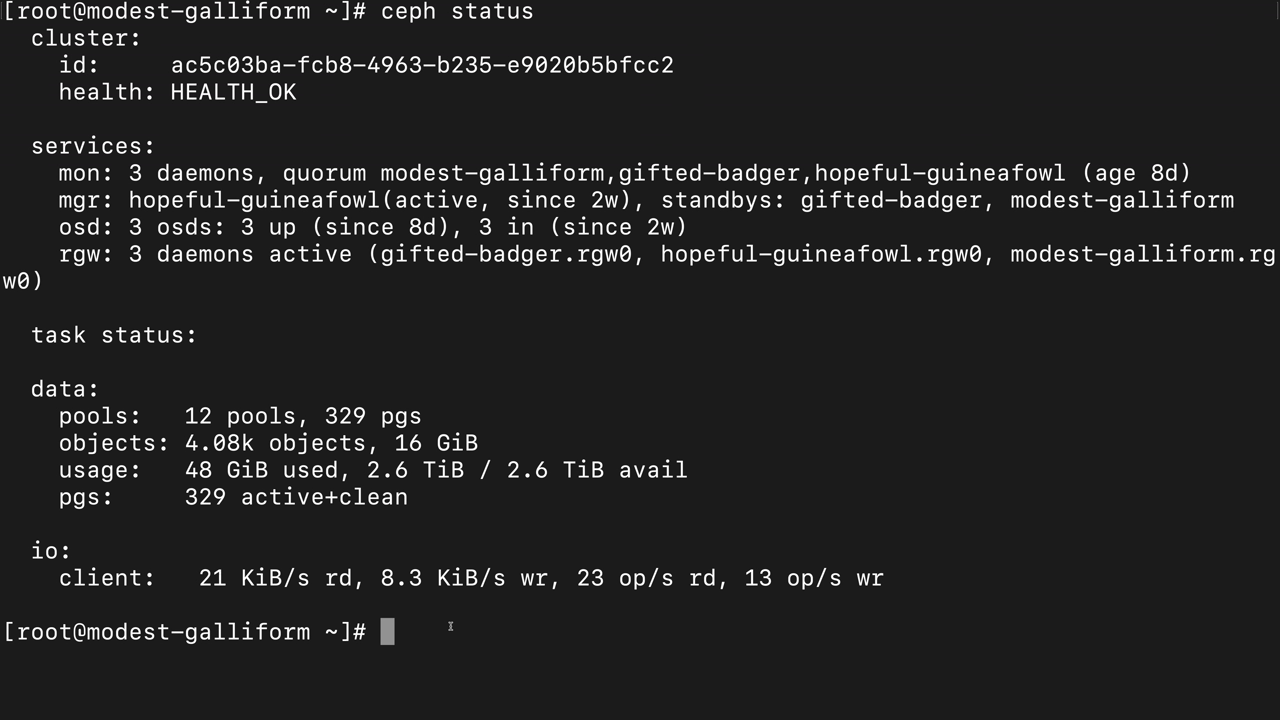 [root@modest-galliform ~]# ceph status
  cluster:
    id:     ac5c03ba-fcb8-4963-b235-e9020b5bfcc2
    health: HEALTH_OK

  services:
    mon: 3 daemons, quorum modest-galliform,gifted-badger,hopeful-guineafowl (age 8d)
    mgr: hopeful-guineafowl(active, since 2w), standbys: gifted-badger, modest-galliform
    osd: 3 osds: 3 up (since 8d), 3 in (since 2w)
    rgw: 3 daemons active (gifted-badger.rgw0, hopeful-guineafowl.rgw0, modest-galliform.rg
w0)

  task status:

  data:
    pools:   12 pools, 329 pgs
    objects: 4.08k objects, 16 GiB
    usage:   48 GiB used, 2.6 TiB / 2.6 TiB avail
    pgs:     329 active+clean

  io:
    client:   21 KiB/s rd, 8.3 KiB/s wr, 23 op/s rd, 13 op/s wr

[root@modest-galliform ~]#